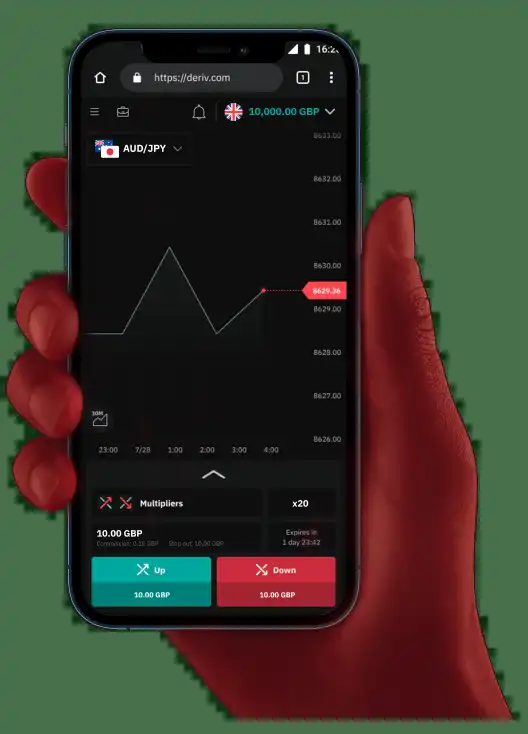 16:2
https://deriv.com
1
10,000.00 GBP
8633.00
AUD/JPY
8632.00
8631.00
8630.00
8629.36
8629.00
8628.00
8627.00
30M
8626.00
23:00 7/28 1:00 2:00 3:00 4:00
Multipliers x20
10.00 GBP
Commission: 0.10 GBP Stop out: 10.00 GBP
Expires in
1 day 23:42
Up
Down
10.00 GBP
10.00 GBP